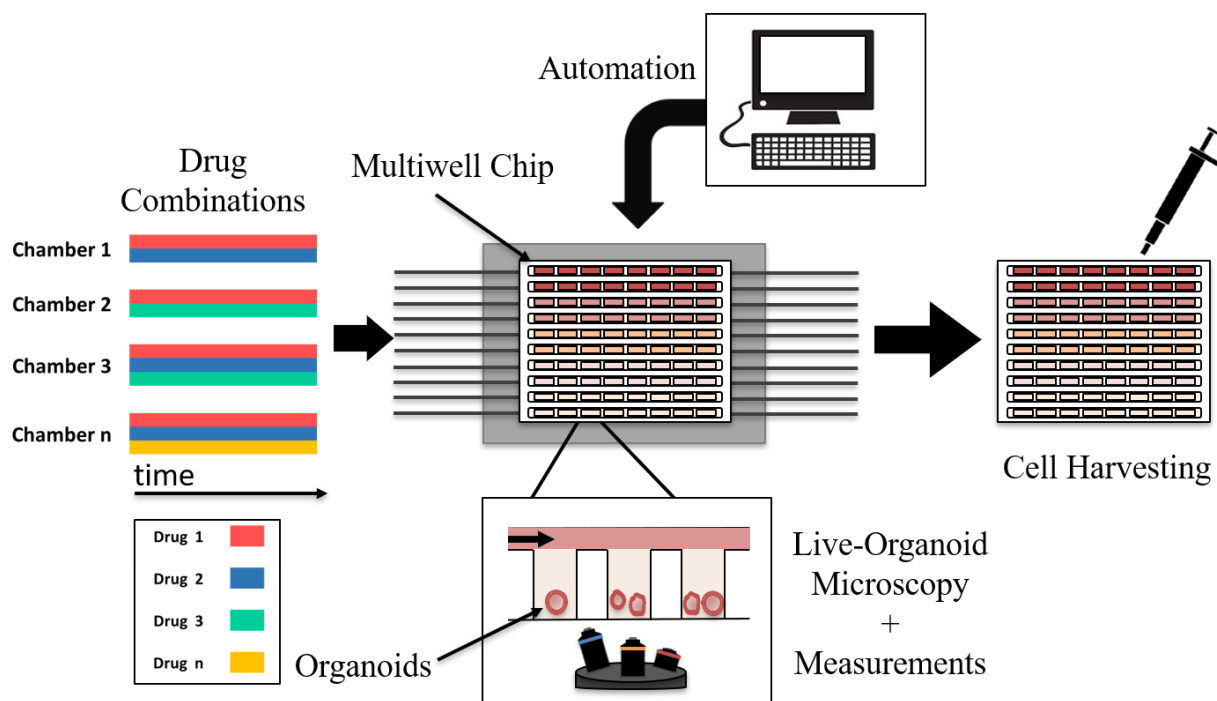 Automation
Drug
Combinations
Multiwell Chip
Chamber 1
Chamber 2
Chamber 3
Chamber n
time
Drug 1
Drug 2
Drug 3
Drug n
Organoids
Live-Organoid
Microscopy
+
Measurements
Cell Harvesting